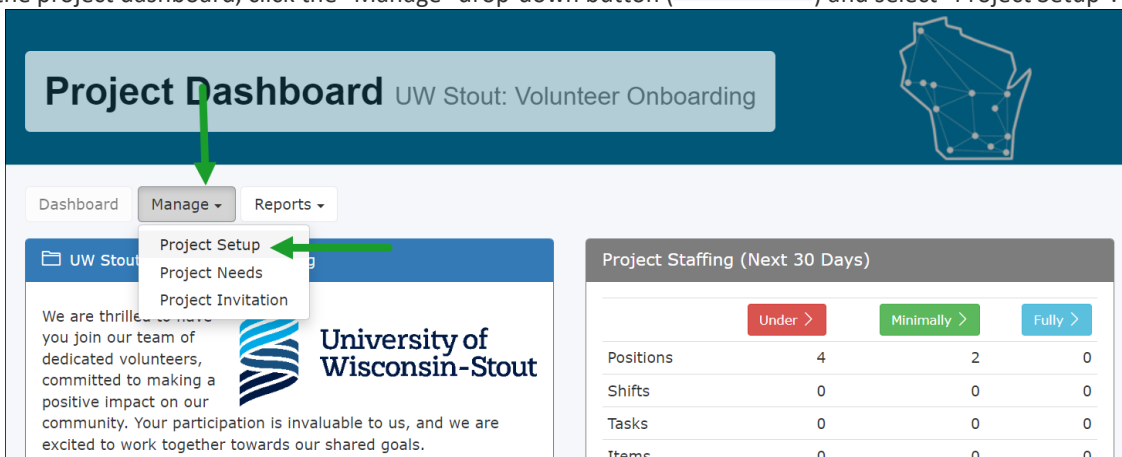 the project dashboard, click the "Manage" drop-down button ( ) and select "Project Setup".
Project Dashboard UW Stout: Volunteer Onboarding
Dashboard Manage Reports
Project Setup
Project Needs
Project Invitation
UW Stout g
We are thrilled to have
you join our team of
dedicated volunteers,
committed to making a
positive impact on our
community. Your participation is invaluable to us, and we are
excited to work together towards our shared goals.
University of
Wisconsin-Stout
Project Staffing (Next 30 Days)
Under > Minimally > Fully >
Positions 4 2 0
Shifts 0 0 0
Tasks 0 0 0
Items 0 0 0